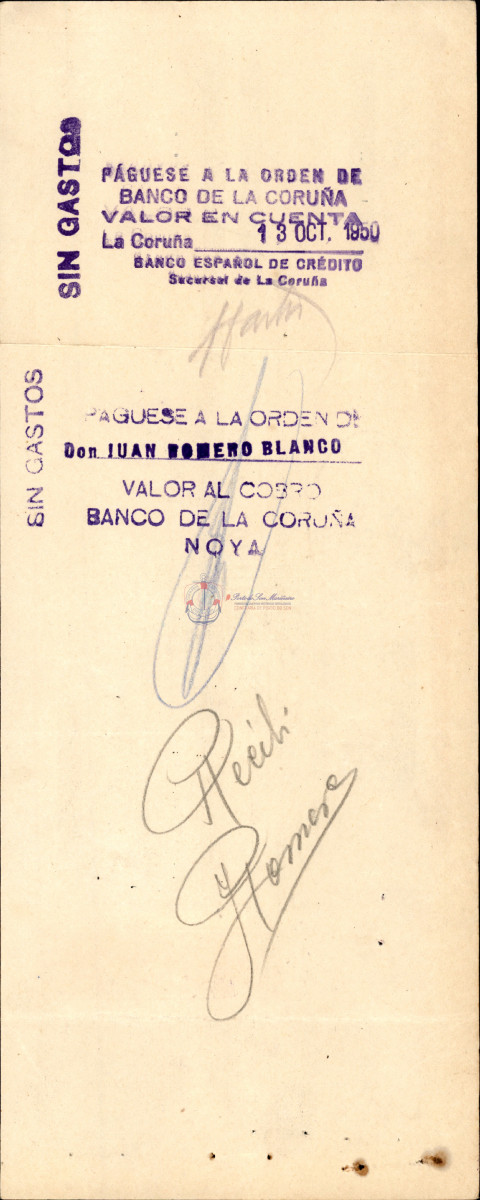 SIN GASTOS
PÁGUESE A LA ORDEN DE
BANCO DE LA CORUÑA
VALOR EN CUENTA
La Coruña 13 OCT. 1950
BANCO ESPAÑOL DE CRÉDITO
Sucursal de La Coruña
SIN GASTOS
PAGUESE A LA ORDEN DE
Don JUAN ROMERO BLANCO
VALOR AL COBRO
BANCO DE LA CORUÑA
NOYA
Recibí
Romero